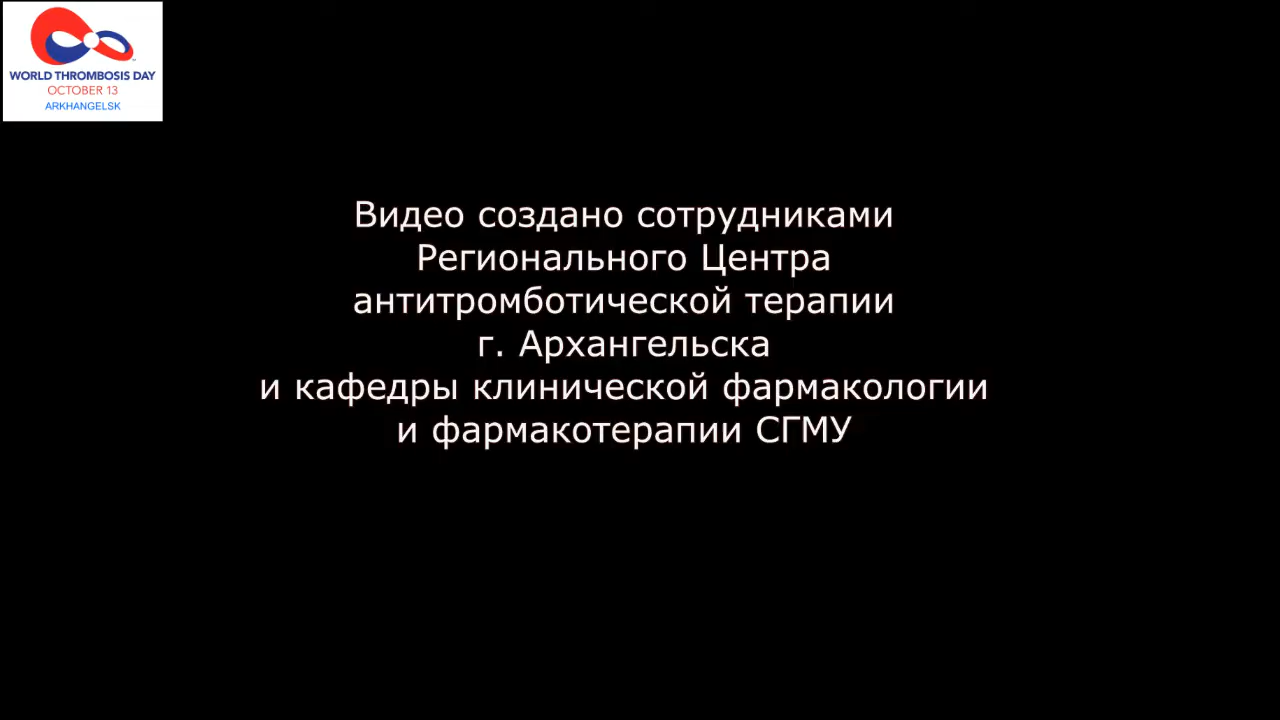 WORLD THROMBOSIS DAY
OCTOBER 13
ARKHANGELSK
Видео создано сотрудниками
Регионального Центра
антитромботической терапии
г. Архангельска
и кафедры клинической фармакологии
и фармакотерапии СГМУ